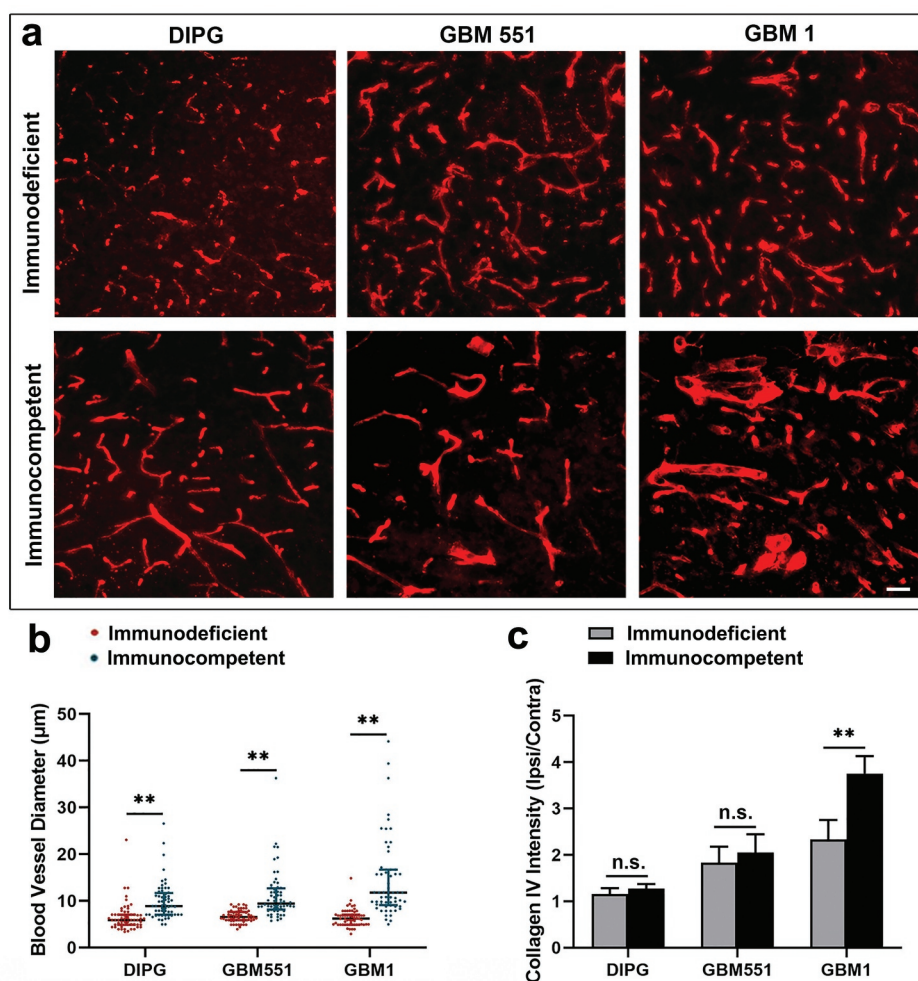 a
DIPG GBM 551 GBM 1
Immunodeficient
Immunocompetent
b
Immunodeficient
Immunocompetent
Blood Vessel Diameter (μm)
50
40
30
20
10
0
** ** **
DIPG GBM551 GBM1
c
Immunodeficient
Immunocompetent
Collagen IV Intensity (Ipsi/Contra)
5
4
3
2
1
0
n.s. n.s. **
DIPG GBM551 GBM1